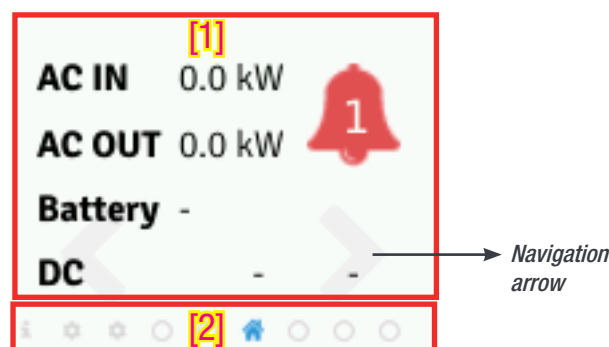 [1]
AC IN 0.0 kW
1
AC OUT 0.0 kW
Battery -
DC - -
Navigation
arrow
[2]